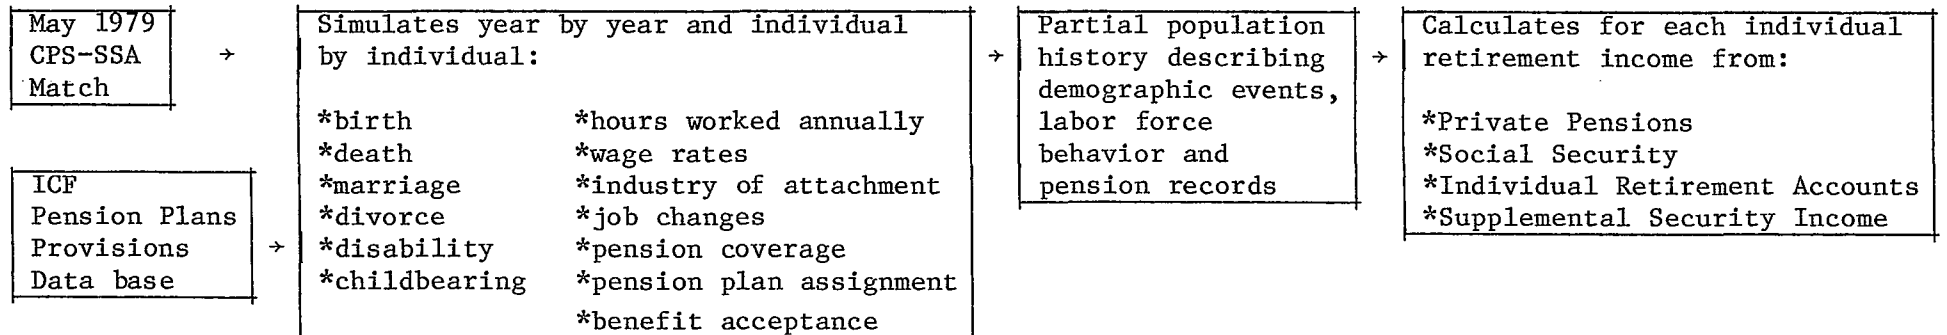 May 1979
CPS-SSA →
Match
ICF
Pension Plans
Provisions →
Data base
Simulates year by year and individual
by individual:
*birth *hours worked annually
*death *wage rates
*marriage *industry of attachment
*divorce *job changes
*disability *pension coverage
*childbearing *pension plan assignment
*benefit acceptance
→
Partial population
history describing
demographic events,
labor force
behavior and
pension records
→
Calculates for each individual
retirement income from:
*Private Pensions
*Social Security
*Individual Retirement Accounts
*Supplemental Security Income